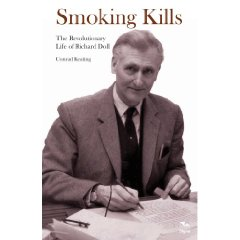 Smoking Kills
The Revolutionary
Life of Richard Doll
Conrad Keating